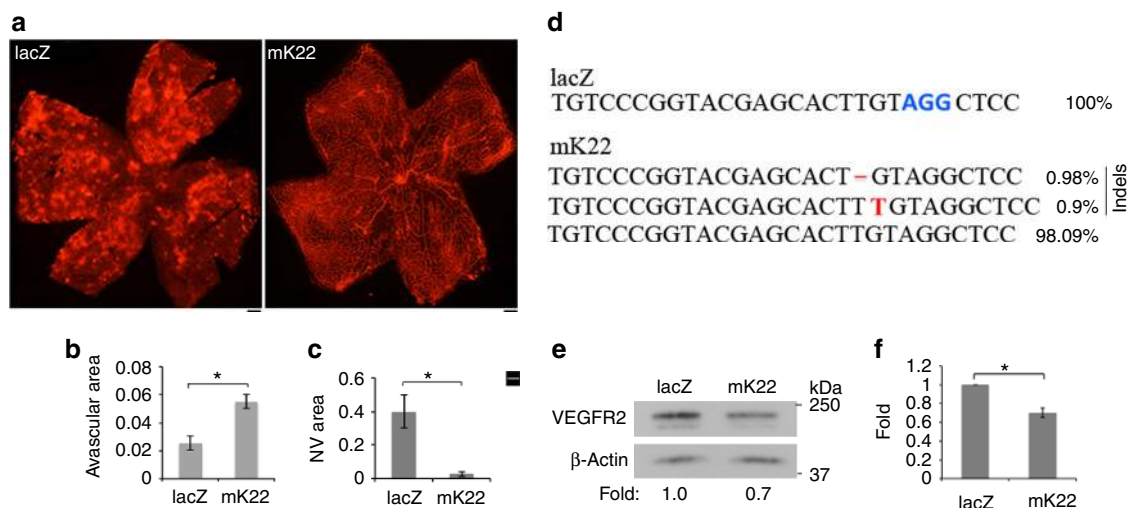 a
lacZ
mK22
b
Avascular area
0.08
0.06
0.04
0.02
0
*
lacZ mK22
c
NV area
0.6
0.4
0.2
0
*
lacZ mK22
d
lacZ
TGTCCCGGTACGAGCACTTGTAGGCTCC 100%
mK22
TGTCCCGGTACGAGCACT–GTAGGCTCC 0.98%
TGTCCCGGTACGAGCACTTTGTAGGCTCC 0.9%
TGTCCCGGTACGAGCACTTGTAGGCTCC 98.09%
Indels
e
lacZ mK22 kDa
VEGFR2 250
β-Actin 37
Fold: 1.0 0.7
f
Fold
1.2
1
0.8
0.6
0.4
0.2
0
*
lacZ mK22